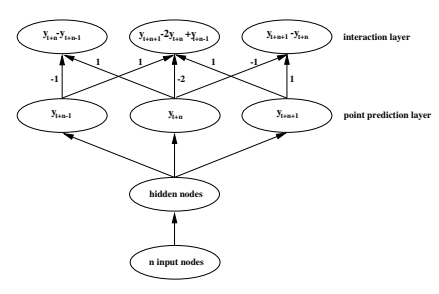 y_{t+n}-y_{t+n-1} y_{t+n+1}-2y_{t+n}+y_{t+n-1} y_{t+n+1}-y_{t+n} interaction layer
-1 1 1 -2 1 -1 1
y_{t+n-1} y_{t+n} y_{t+n+1} point prediction layer
hidden nodes
n input nodes